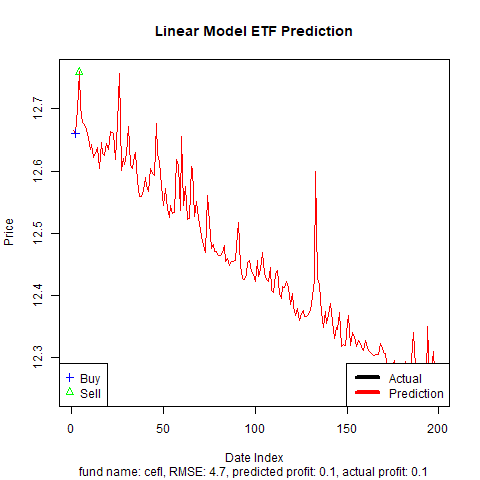 Linear Model ETF Prediction
Price
12.7
12.6
12.5
12.4
12.3
Buy
Sell
Actual
Prediction
0 50 100 150 200
Date Index
fund name: cefl, RMSE: 4.7, predicted profit: 0.1, actual profit: 0.1